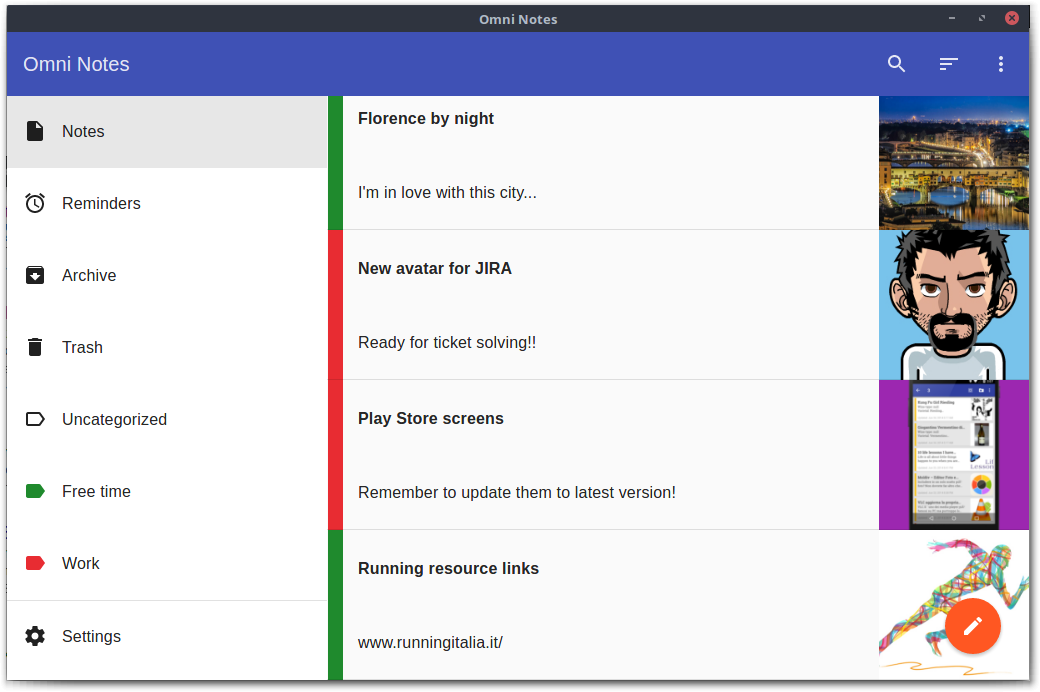 Omni Notes
Omni Notes
Notes
Reminders
Archive
Trash
Uncategorized
Free time
Work
Settings
Florence by night
I'm in love with this city...
New avatar for JIRA
Ready for ticket solving!!
Play Store screens
Remember to update them to latest version!
Running resource links
www.runningitalia.it/